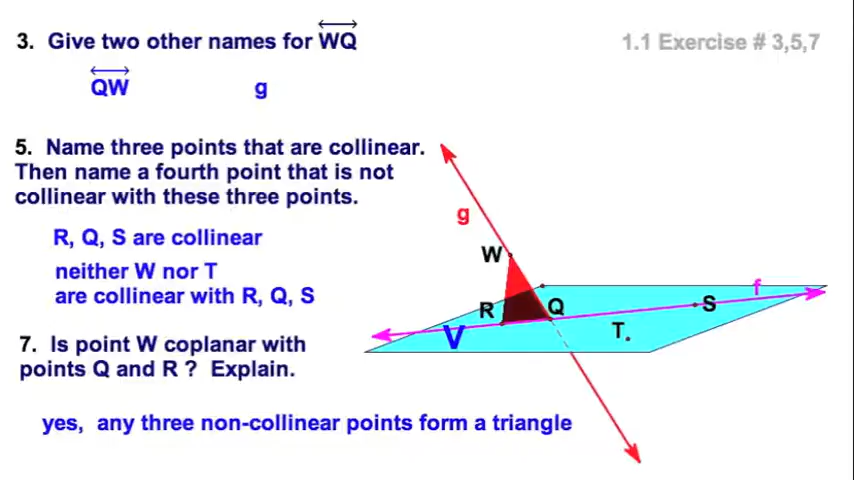 3. Give two other names for WQ
1.1 Exercise # 3,5,7
QW g
5. Name three points that are collinear.
Then name a fourth point that is not
collinear with these three points.
R, Q, S are collinear
neither W nor T
are collinear with R, Q, S
7. Is point W coplanar with
points Q and R ? Explain.
yes, any three non-collinear points form a triangle
g
W
f
R
Q
S
V
T.